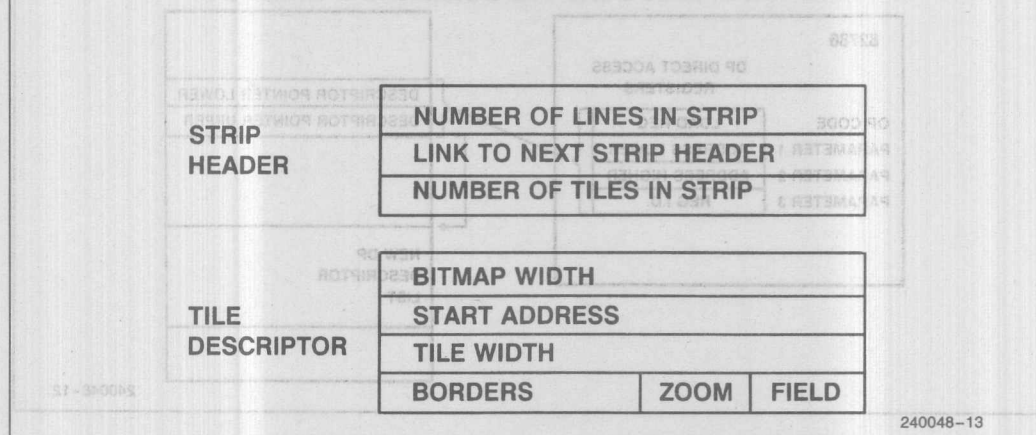 STRIP
HEADER
NUMBER OF LINES IN STRIP
LINK TO NEXT STRIP HEADER
NUMBER OF TILES IN STRIP
TILE
DESCRIPTOR
BITMAP WIDTH
START ADDRESS
TILE WIDTH
BORDERS ZOOM FIELD
240048-13